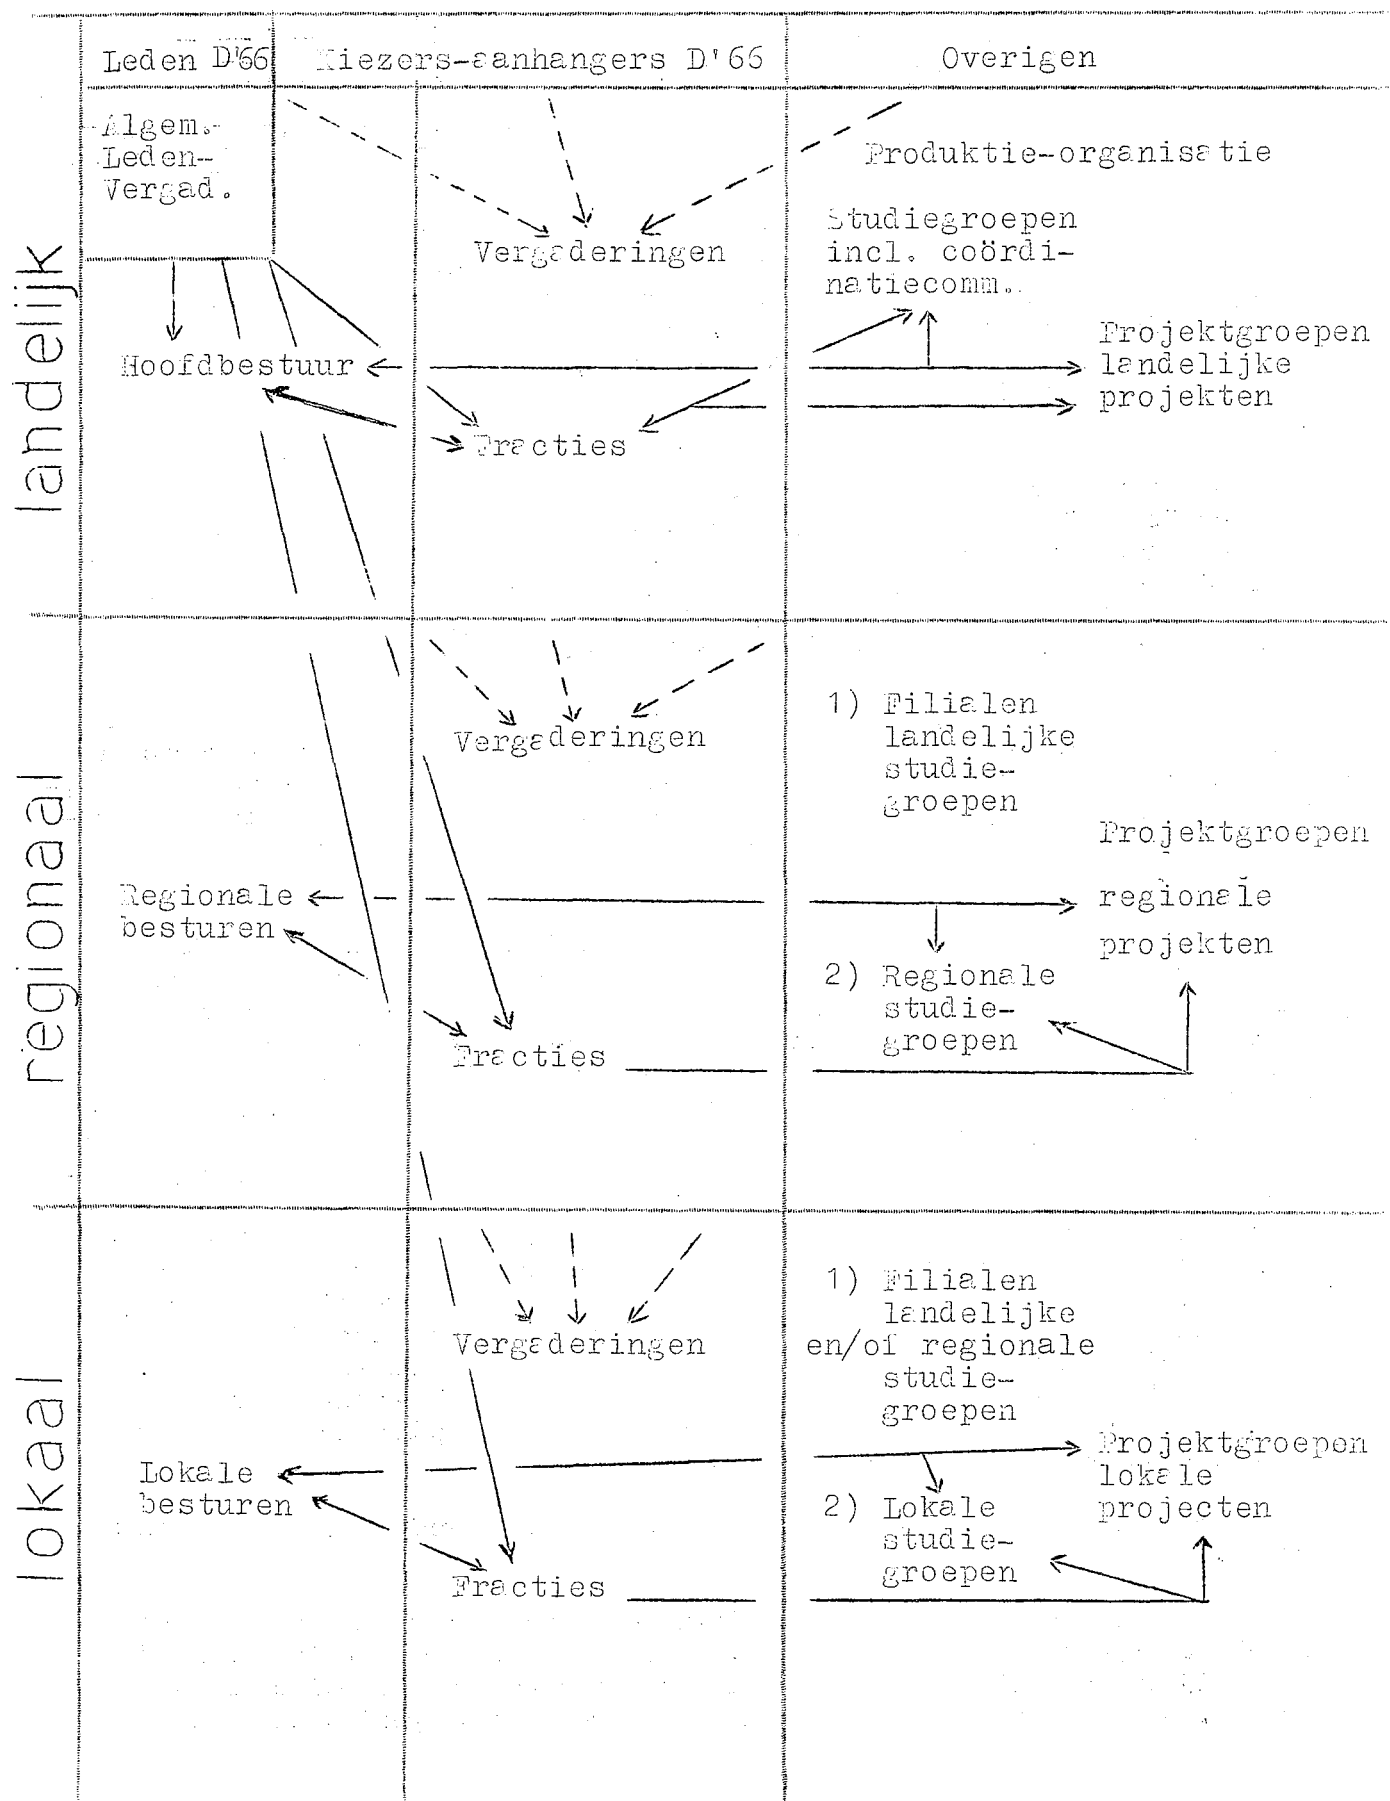 Leden D'66
Kiezers-aanhangers D'66
Overigen
landelijk
Algem.-
Leden-
Vergad.
Vergaderingen
Produktie-organisatie
Studiegroepen
incl. coördi-
natiecomm.
Hoofdbestuur
Projektgroepen
landelijke
projekten
Fracties
regionaal
Vergaderingen
1) Filialen
landelijke
studie-
groepen
Projektgroepen
regionale
projekten
Regionale
besturen
2) Regionale
studie-
groepen
Fracties
lokaal
Vergaderingen
1) Filialen
landelijke
en/of regionale
studie-
groepen
Projektgroepen
lokale
projecten
Lokale
besturen
2) Lokale
studie-
groepen
Fracties